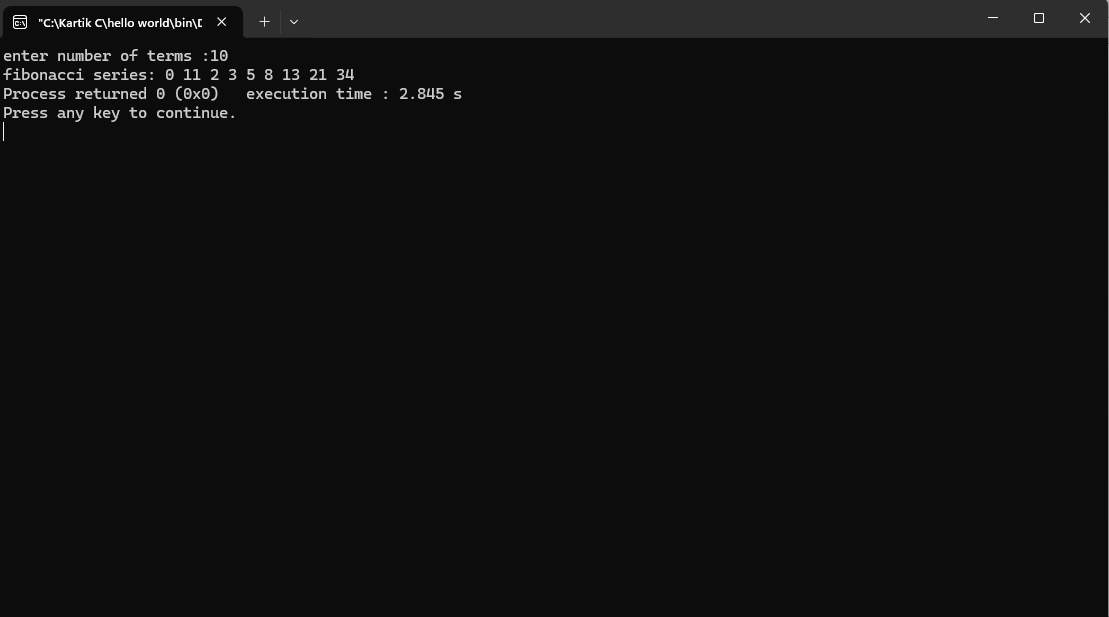 "C:\Kartik C\hello world\bin\D
enter number of terms :10
fibonacci series: 0 11 2 3 5 8 13 21 34
Process returned 0 (0x0)   execution time : 2.845 s
Press any key to continue.